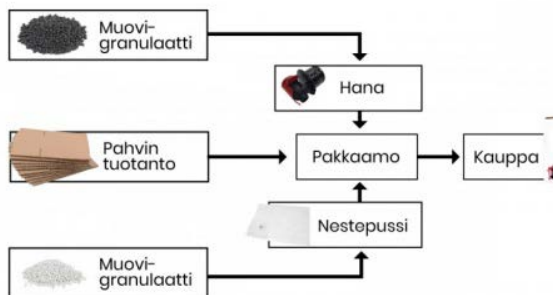 Muovi-
granulaatti
Hana
Pahvin
tuotanto
Pakkaamo
Kauppa
Nestepussi
Muovi-
granulaatti